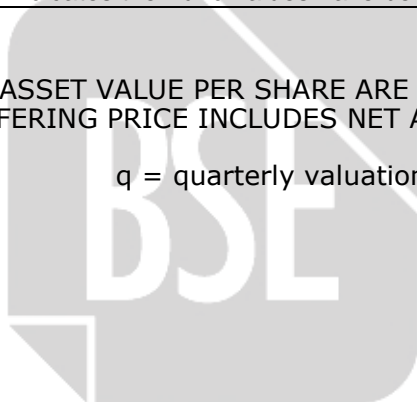 ASSET VALUE PER SHARE ARE
FERING PRICE INCLUDES NET A
q = quarterly valuation
BSE